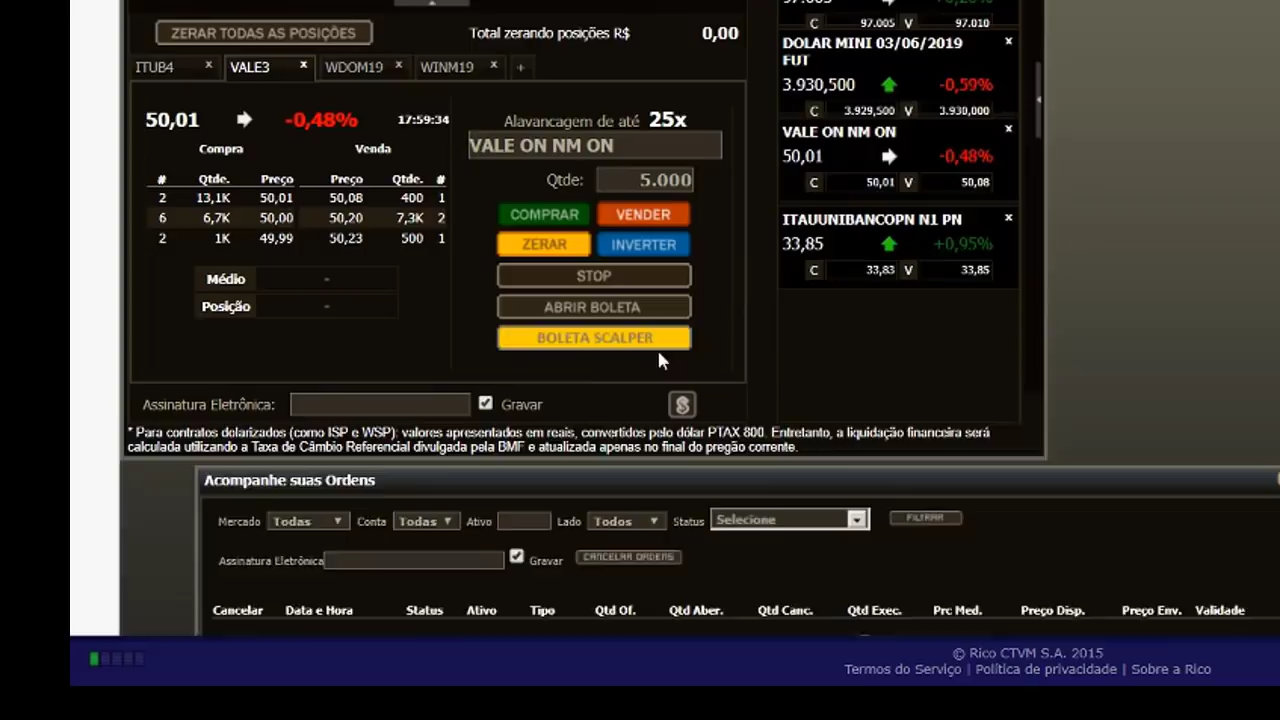 ZERAR TODAS AS POSIÇÕES Total zerando posições R$ 0,00
ITUB4 x VALE3 x WDOM19 x WINM19 x +
50,01 -0,48% 17:59:34
Compra Venda
# Qtde. Preço Preço Qtde. #
2 13,1K 50,01 50,08 400 1
6 6,7K 50,00 50,20 7,3K 2
2 1K 49,99 50,23 500 1
Médio -
Posição -
Alavancagem de até 25x
VALE ON NM ON
Qtde: 5.000
COMPRAR VENDER
ZERAR INVERTER
STOP
ABRIR BOLETA
BOLETA SCALPER
Assinatura Eletrônica: Gravar S
C 97.005 V 97.010
DOLAR MINI 03/06/2019 x
FUT
3.930,500 -0,59%
C 3.929,500 V 3.930,000
VALE ON NM ON x
50,01 -0,48%
C 50,01 V 50,08
ITAUUNIBANCOPN N1 PN x
33,85 +0,95%
C 33,83 V 33,85
* Para contratos dolarizados (como ISP e WSP): valores apresentados em reais, convertidos pelo dólar PTAX 800. Entretanto, a liquidação financeira será
calculada utilizando a Taxa de Câmbio Referencial divulgada pela BMF e atualizada apenas no final do pregão corrente.
Acompanhe suas Ordens
Mercado Todas Conta Todas Ativo Lado Todos Status Selecione FILTRAR
Assinatura Eletrônica Gravar CANCELAR ORDENS
Cancelar Data e Hora Status Ativo Tipo Qtd Of. Qtd Aber. Qtd Canc. Qtd Exec. Prc Med. Preço Disp. Preço Env. Validade
© Rico CTVM S.A. 2015
Termos do Serviço | Política de privacidade | Sobre a Rico